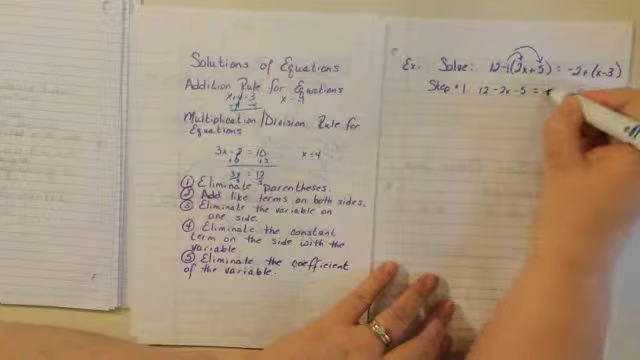 Solutions of Equations
Addition Rule for Equations
Multiplication/Division Rule for
Equations
3x - 2 = 10 x = 4
3x = 12
① Eliminate parentheses.
② Add like terms on both sides.
③ Eliminate the variable on
one side.
④ Eliminate the constant
term on the side with the
variable.
⑤ Eliminate the coefficient
of the variable.
Ex: Solve: 12-1(2x+5) = -2+(x-3)
Step #1 12 - 2x - 5 =